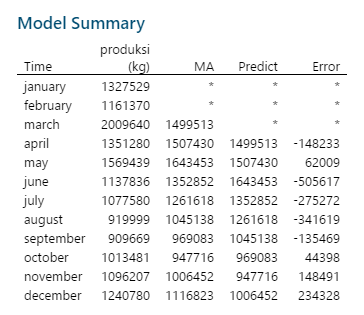 Model Summary
produksi
Time (kg) MA Predict Error
january 1327529 * * *
february 1161370 * * *
march 2009640 1499513 * *
april 1351280 1507430 1499513 -148233
may 1569439 1643453 1507430 62009
june 1137836 1352852 1643453 -505617
july 1077580 1261618 1352852 -275272
august 919999 1045138 1261618 -341619
september 909669 969083 1045138 -135469
october 1013481 947716 969083 44398
november 1096207 1006452 947716 148491
december 1240780 1116823 1006452 234328